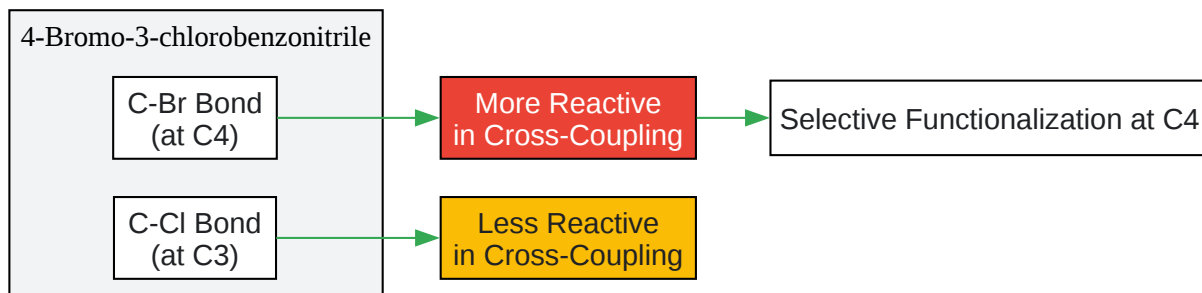 4-Bromo-3-chlorobenzonitrile
C-Br Bond
(at C4)
More Reactive
in Cross-Coupling
Selective Functionalization at C4
C-Cl Bond
(at C3)
Less Reactive
in Cross-Coupling